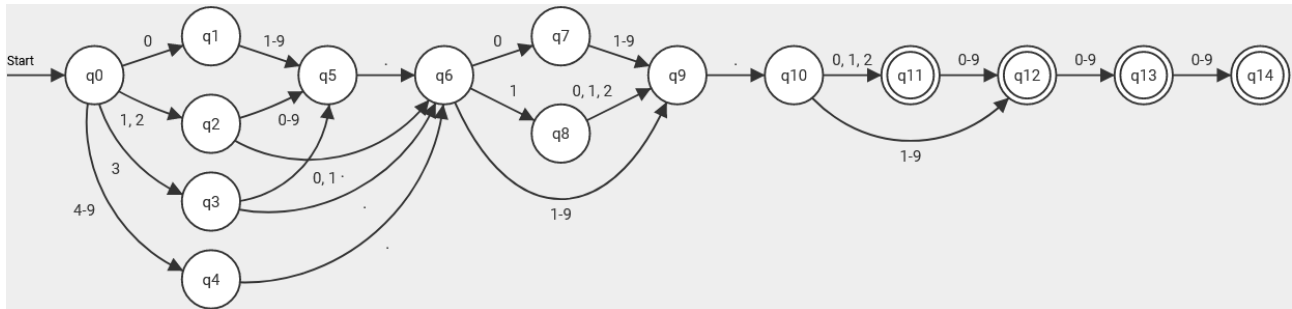 Start
q0
0
1, 2
3
4-9
q1
q2
q3
q4
1-9
0-9
0, 1
.
.
.
q5
.
q6
0
1
1-9
q7
q8
1-9
0, 1, 2
q9
.
q10
0, 1, 2
1-9
q11
0-9
q12
0-9
q13
0-9
q14